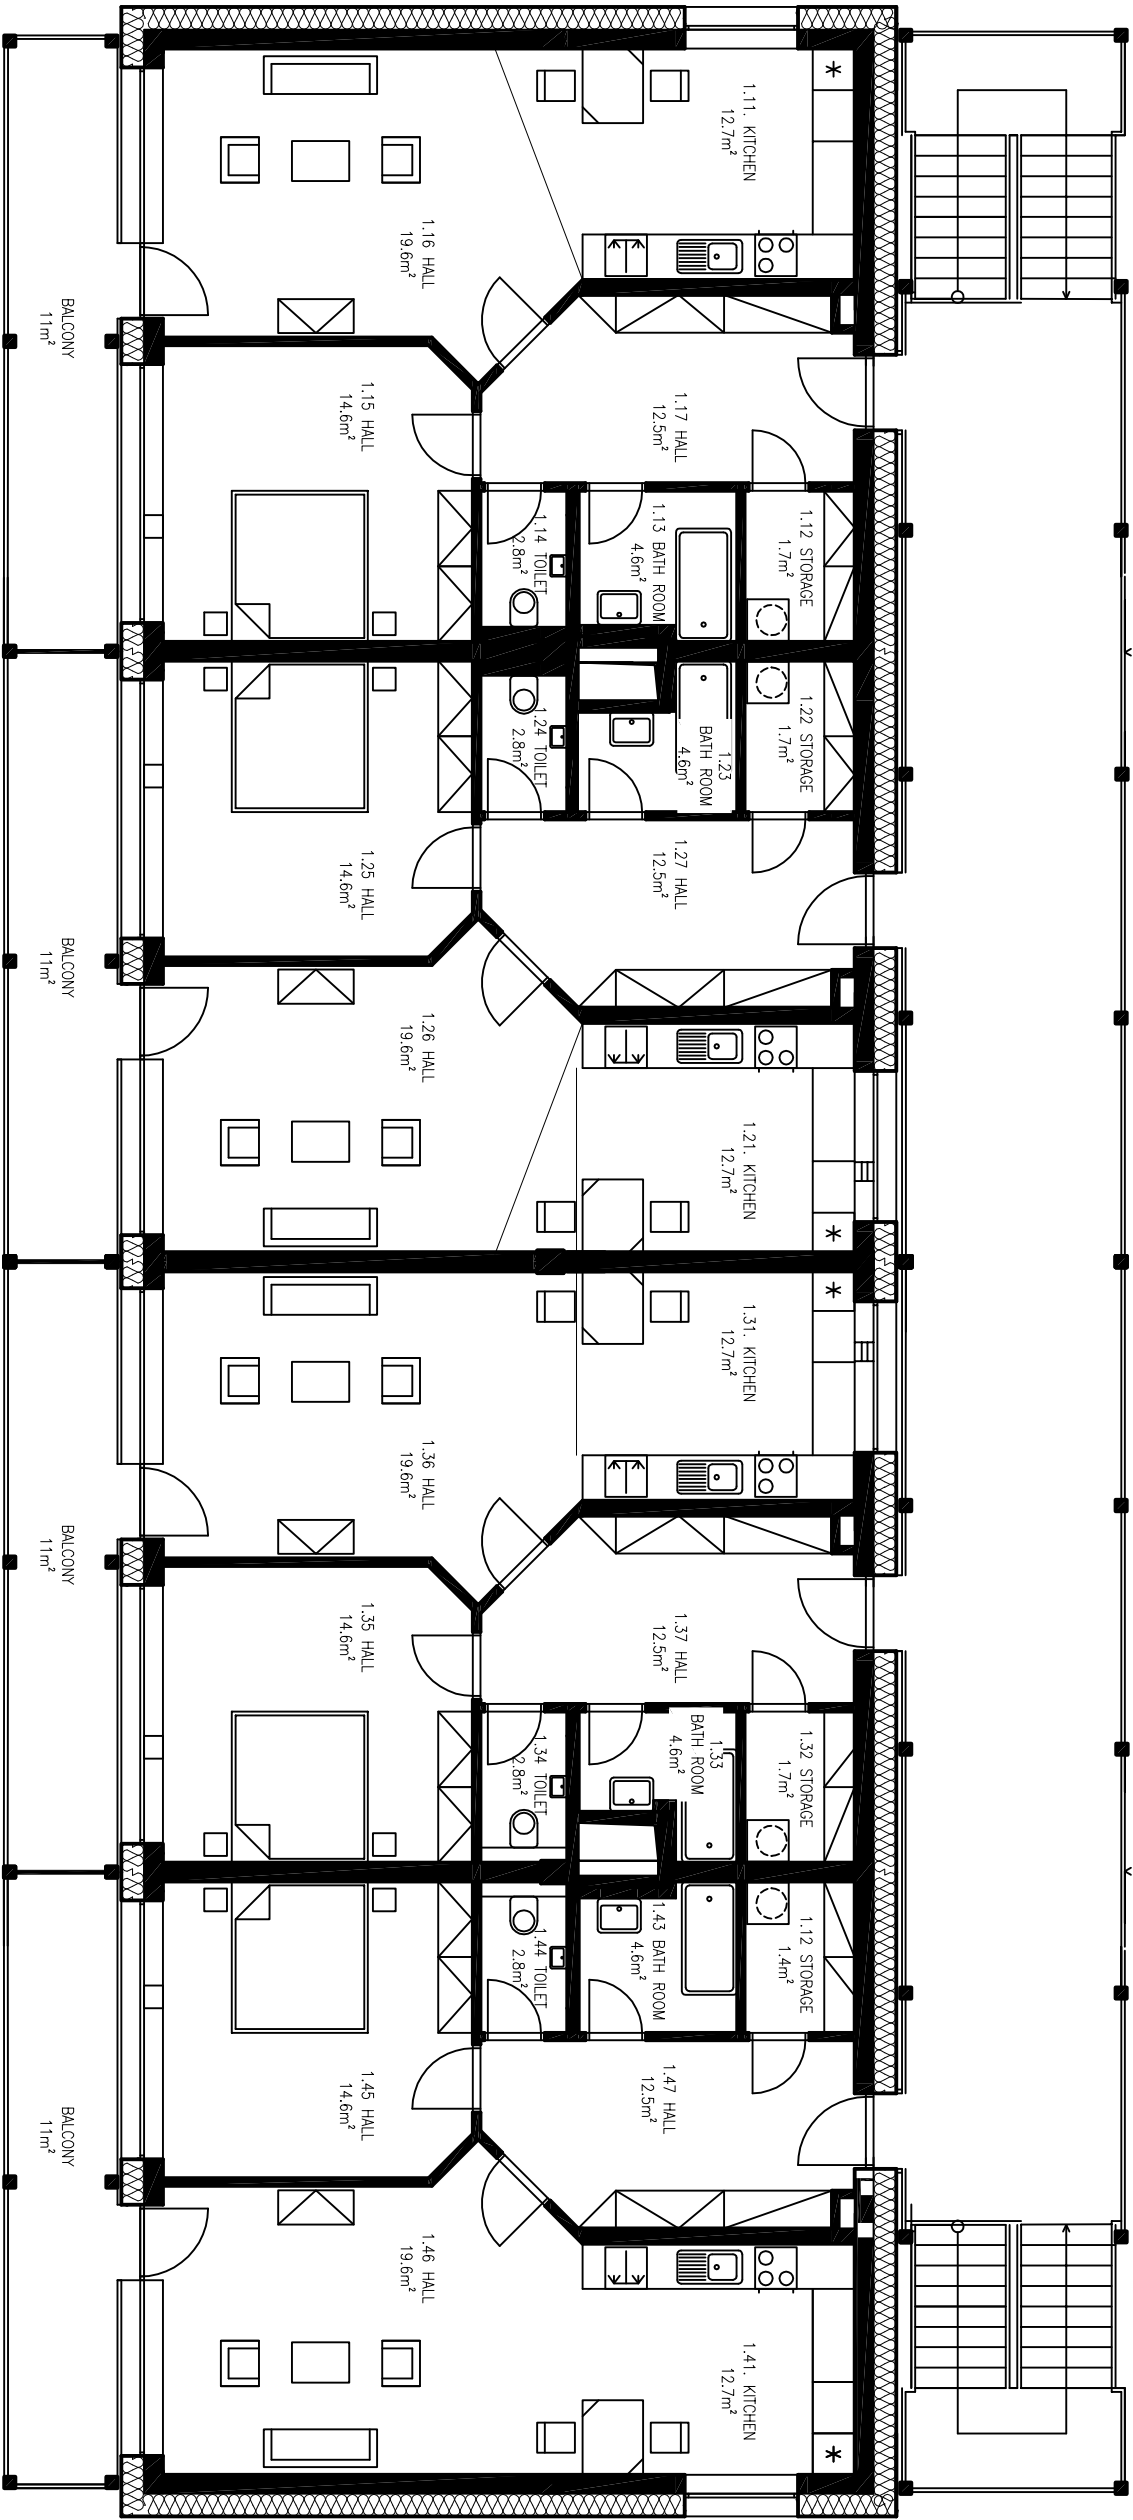 1.11. KITCHEN
12.7m²
1.16 HALL
19.6m²
BALCONY
11m²
1.15 HALL
14.6m²
1.17 HALL
12.5m²
1.12 STORAGE
1.7m²
1.13 BATH ROOM
4.6m²
1.14 TOILET
2.8m²
1.22 STORAGE
1.7m²
1.23
BATH ROOM
4.6m²
1.24 TOILET
2.8m²
1.27 HALL
12.5m²
1.25 HALL
14.6m²
BALCONY
11m²
1.26 HALL
19.6m²
1.21. KITCHEN
12.7m²
1.31. KITCHEN
12.7m²
1.36 HALL
19.6m²
BALCONY
11m²
1.35 HALL
14.6m²
1.37 HALL
12.5m²
1.32 STORAGE
1.7m²
1.33
BATH ROOM
4.6m²
1.34 TOILET
2.8m²
1.12 STORAGE
1.4m²
1.43 BATH ROOM
4.6m²
1.44 TOILET
2.8m²
1.47 HALL
12.5m²
1.45 HALL
14.6m²
BALCONY
11m²
1.46 HALL
19.6m²
1.41. KITCHEN
12.7m²